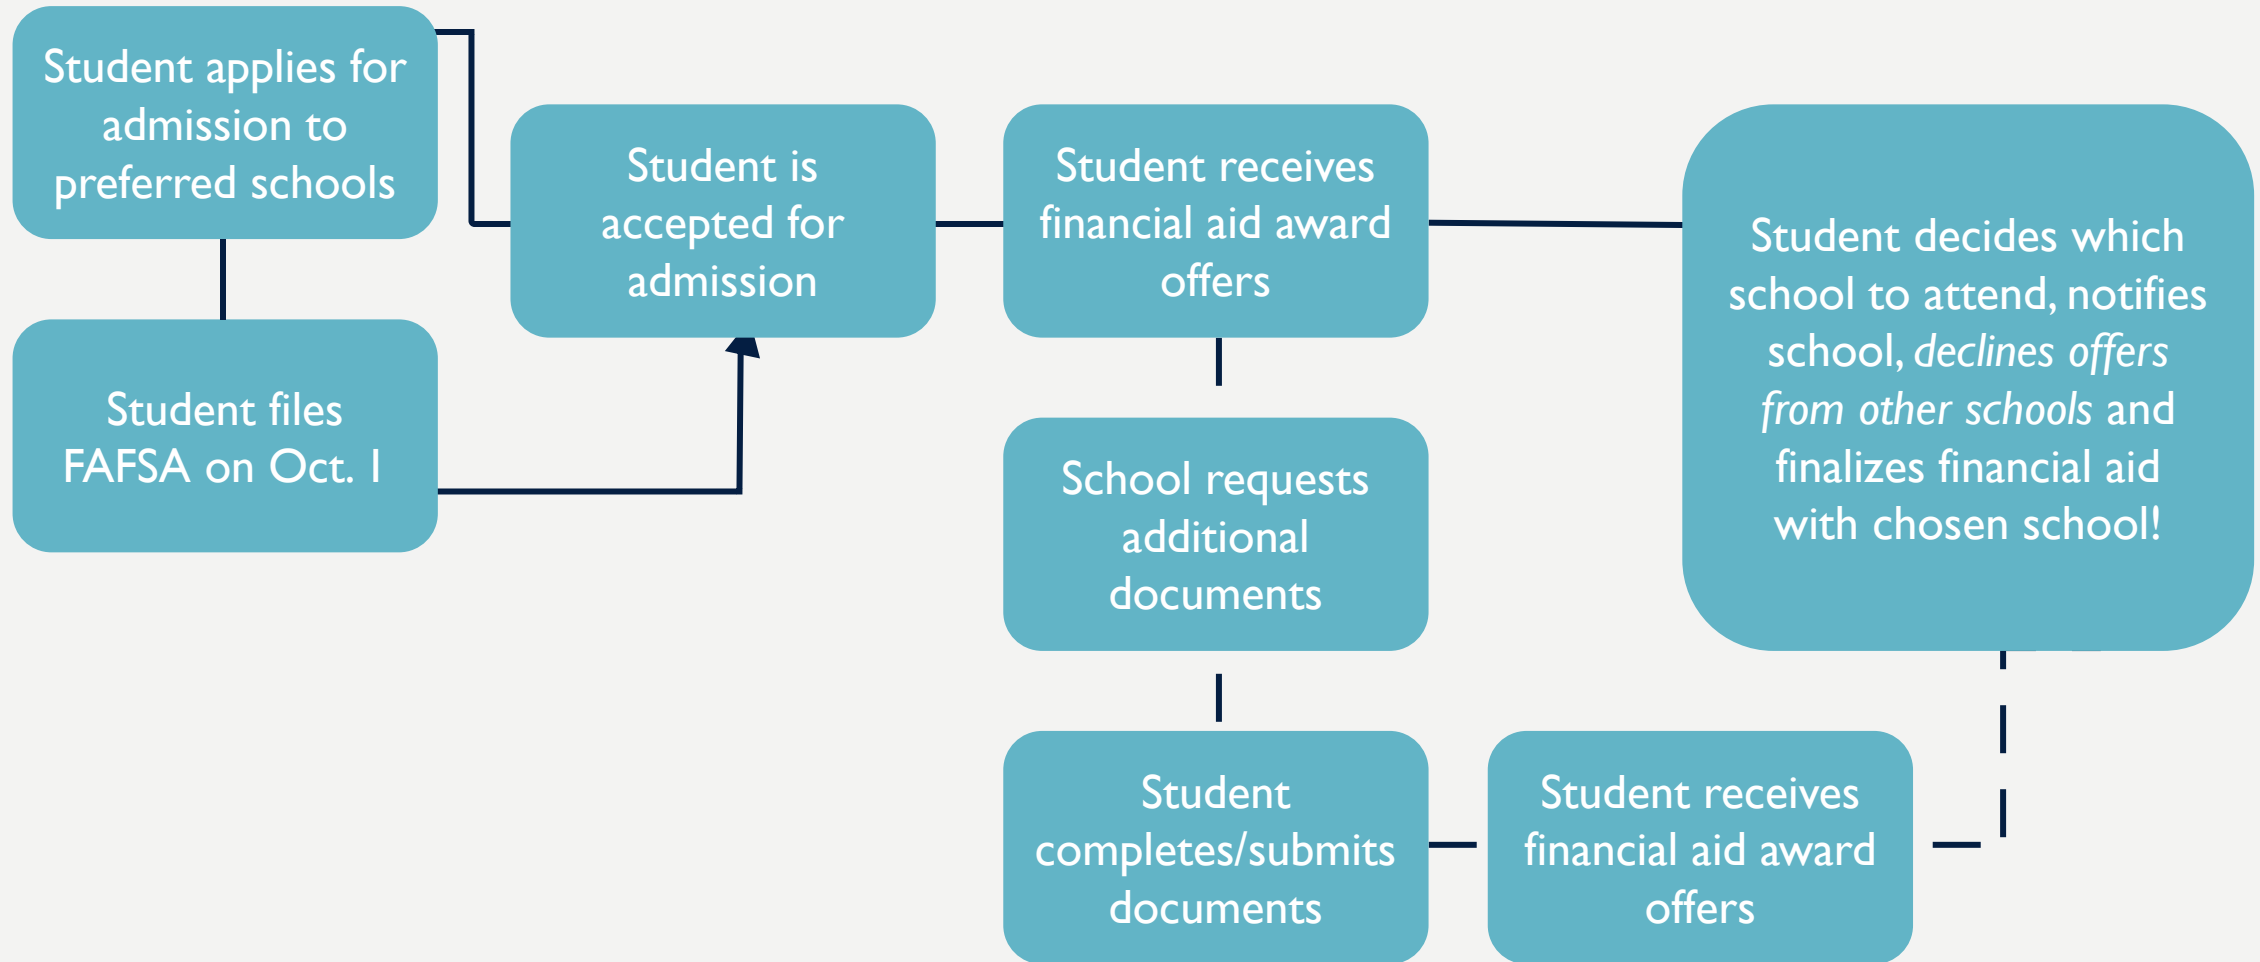 Student applies for
admission to
preferred schools
Student files
FAFSA on Oct. 1
Student is
accepted for
admission
Student receives
financial aid award
offers
School requests
additional
documents
Student
completes/submits
documents
Student receives
financial aid award
offers
Student decides which
school to attend, notifies
school, declines offers
from other schools and
finalizes financial aid
with chosen school!